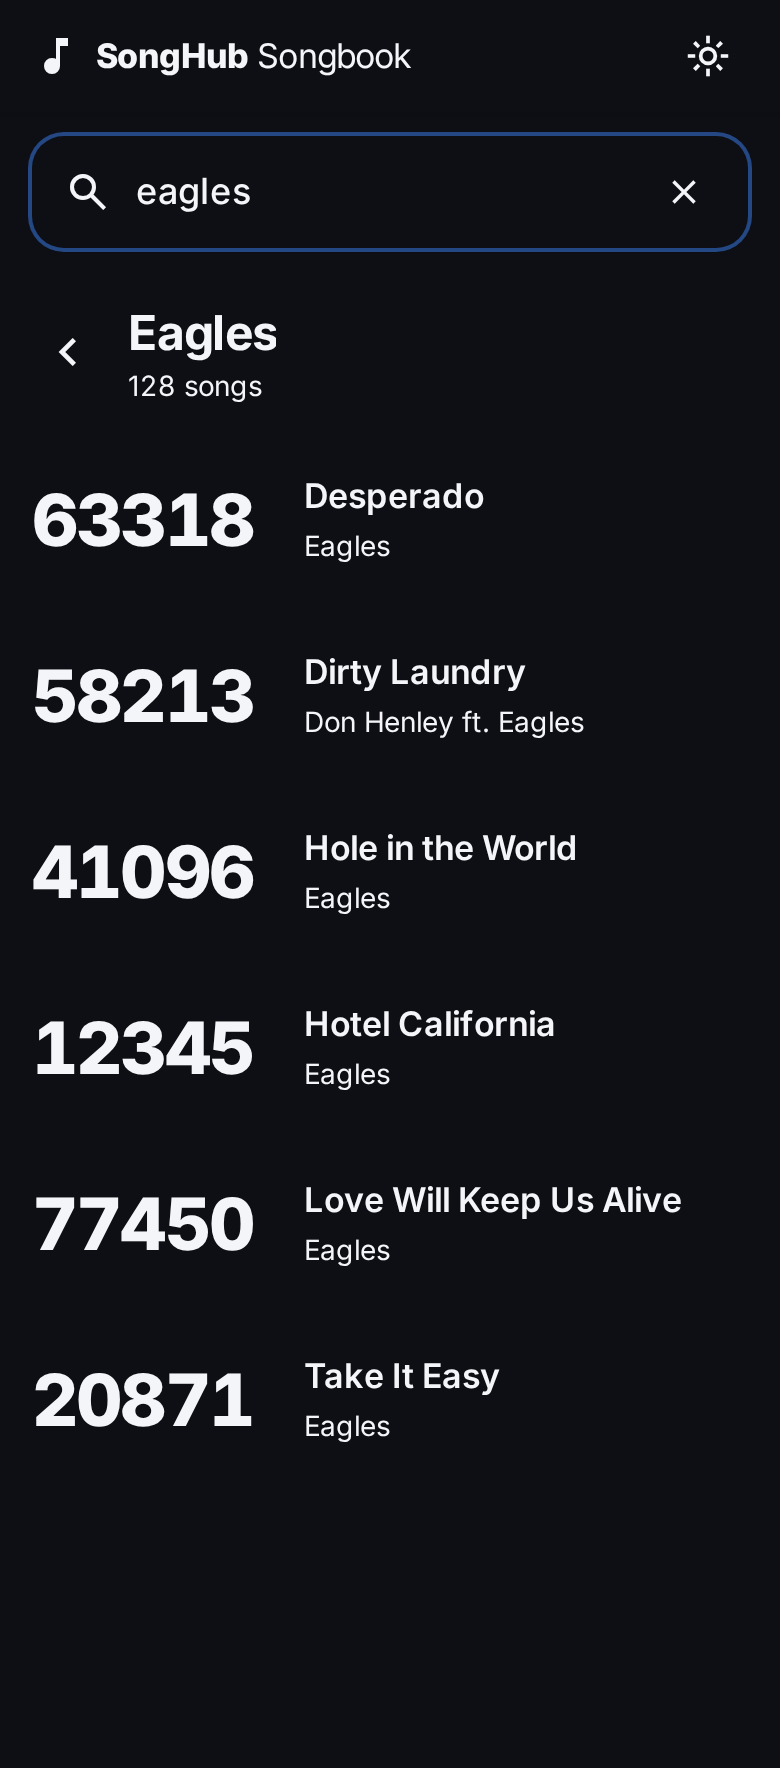 SongHub Songbook
eagles
Eagles
128 songs
63318
Desperado
Eagles
58213
Dirty Laundry
Don Henley ft. Eagles
41096
Hole in the World
Eagles
12345
Hotel California
Eagles
77450
Love Will Keep Us Alive
Eagles
20871
Take It Easy
Eagles